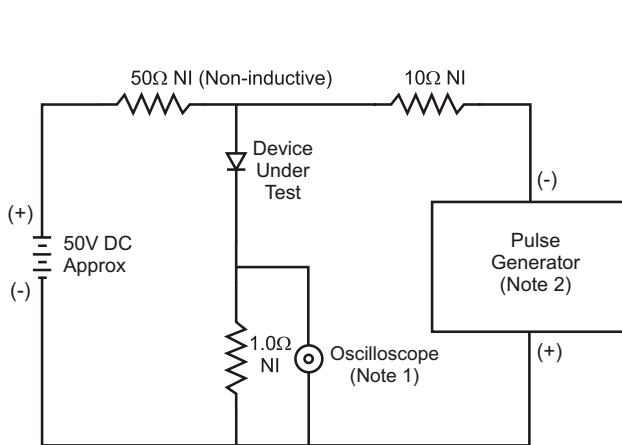 50Ω NI (Non-inductive)
10Ω NI
Device
Under
Test
(-)
(+)
50V DC
Approx
(-)
Pulse
Generator
(Note 2)
1.0Ω
NI
Oscilloscope
(Note 1)
(+)